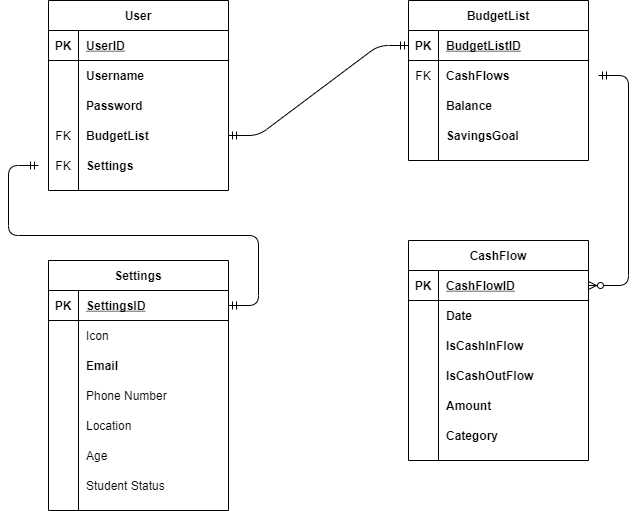 User
PK UserID
Username
Password
FK BudgetList
FK Settings
BudgetList
PK BudgetListID
FK CashFlows
Balance
SavingsGoal
Settings
PK SettingsID
Icon
Email
Phone Number
Location
Age
Student Status
CashFlow
PK CashFlowID
Date
IsCashInFlow
IsCashOutFlow
Amount
Category